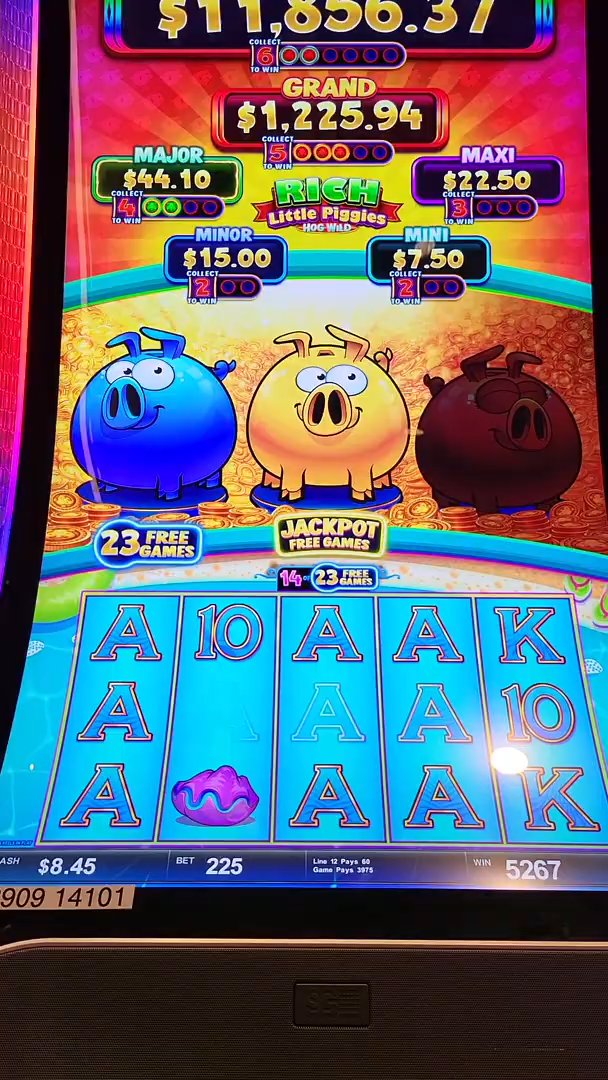 $11,856.37
COLLECT
6
TO WIN
GRAND
$1,225.94
COLLECT
5
TO WIN
MAJOR
$44.10
COLLECT
4
TO WIN
MAXI
$22.50
COLLECT
3
TO WIN
RICH
Little Piggies
HOG WILD
MINOR
$15.00
COLLECT
2
TO WIN
MINI
$7.50
COLLECT
2
TO WIN
23 FREE GAMES
JACKPOT
FREE GAMES
14 OF 23 FREE GAMES
A 10 A A K
A A A 10
A A A K
ASH $8.45 BET 225 Line 12 Pays 60 WIN 5267
Game Pays 3975
909 14101